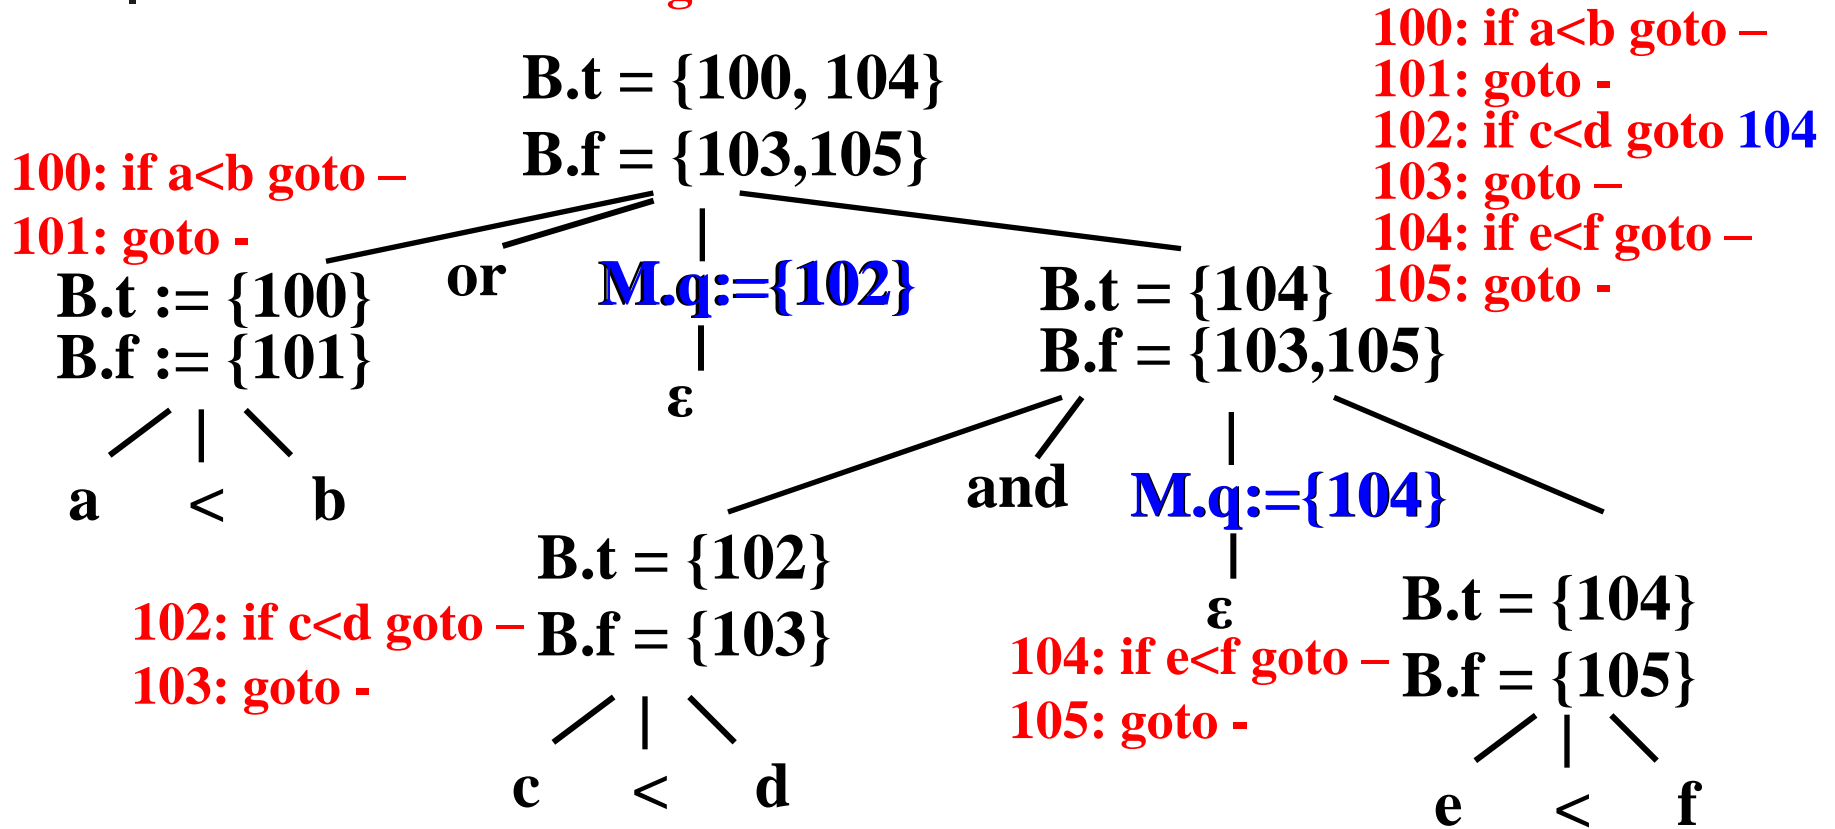 B.t = {100, 104}
B.f = {103,105}
100: if a<b goto –
101: goto -
B.t := {100}
B.f := {101}
a < b
or
M.q:={102}
ε
B.t = {104}
B.f = {103,105}
and
M.q:={104}
ε
102: if c<d goto –
103: goto -
B.t = {102}
B.f = {103}
c < d
104: if e<f goto –
105: goto -
B.t = {104}
B.f = {105}
e < f
100: if a<b goto –
101: goto -
102: if c<d goto 104
103: goto –
104: if e<f goto –
105: goto -